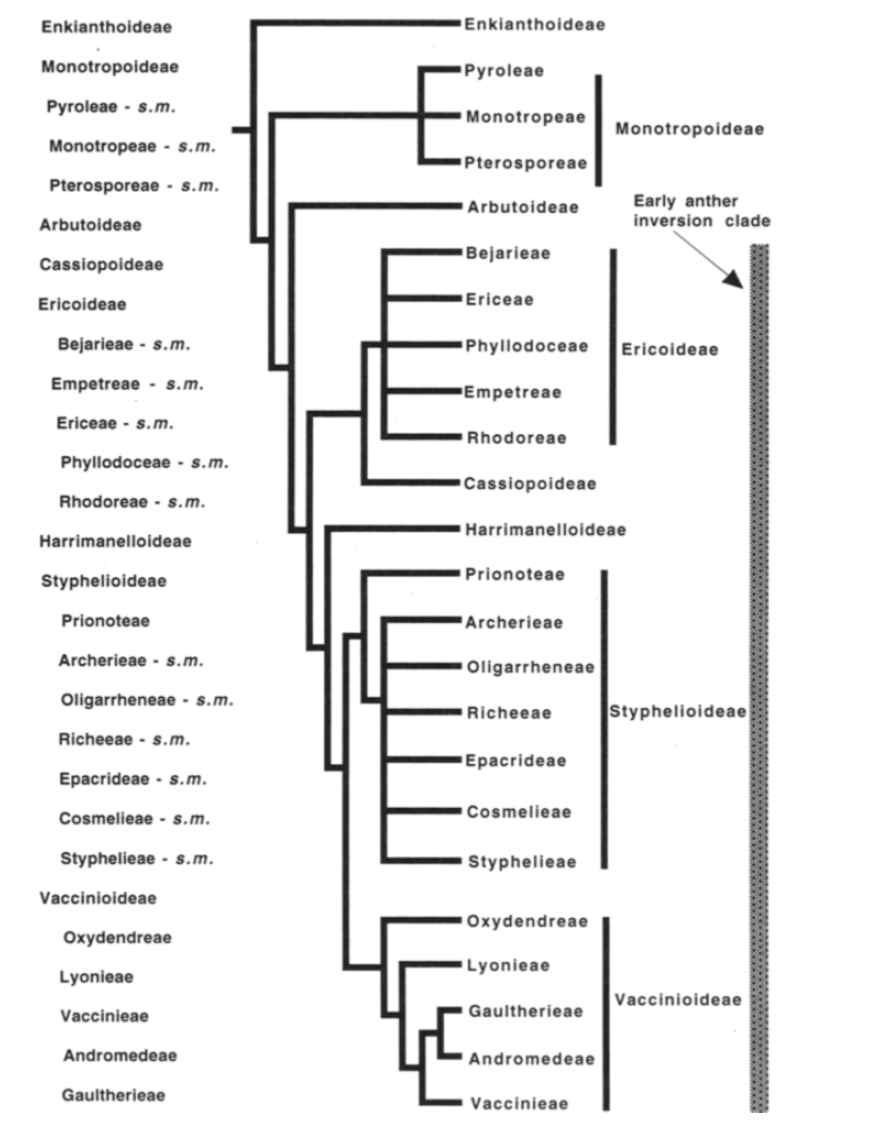 Enkianthoideae
Monotropoideae
Pyroleae - s.m.
Monotropeae - s.m.
Pterosporeae - s.m.
Arbutoideae
Cassiopoideae
Ericoideae
Bejarieae - s.m.
Empetreae - s.m.
Ericeae - s.m.
Phyllodoceae - s.m.
Rhodoreae - s.m.
Harrimanelloideae
Styphelioideae
Prionoteae
Archerieae - s.m.
Oligarrheneae - s.m.
Richeeae - s.m.
Epacrideae - s.m.
Cosmelieae - s.m.
Styphelieae - s.m.
Vaccinioideae
Oxydendreae
Lyonieae
Vaccinieae
Andromedeae
Gaultherieae
Enkianthoideae
Pyroleae
Monotropeae
Pterosporeae
Arbutoideae
Bejarieae
Ericeae
Phyllodoceae
Empetreae
Rhodoreae
Cassiopoideae
Harrimanelloideae
Prionoteae
Archerieae
Oligarrheneae
Richeeae
Epacrideae
Cosmelieae
Styphelieae
Oxydendreae
Lyonieae
Gaultherieae
Andromedeae
Vaccinieae
Monotropoideae
Ericoideae
Styphelioideae
Vaccinioideae
Early anther
inversion clade